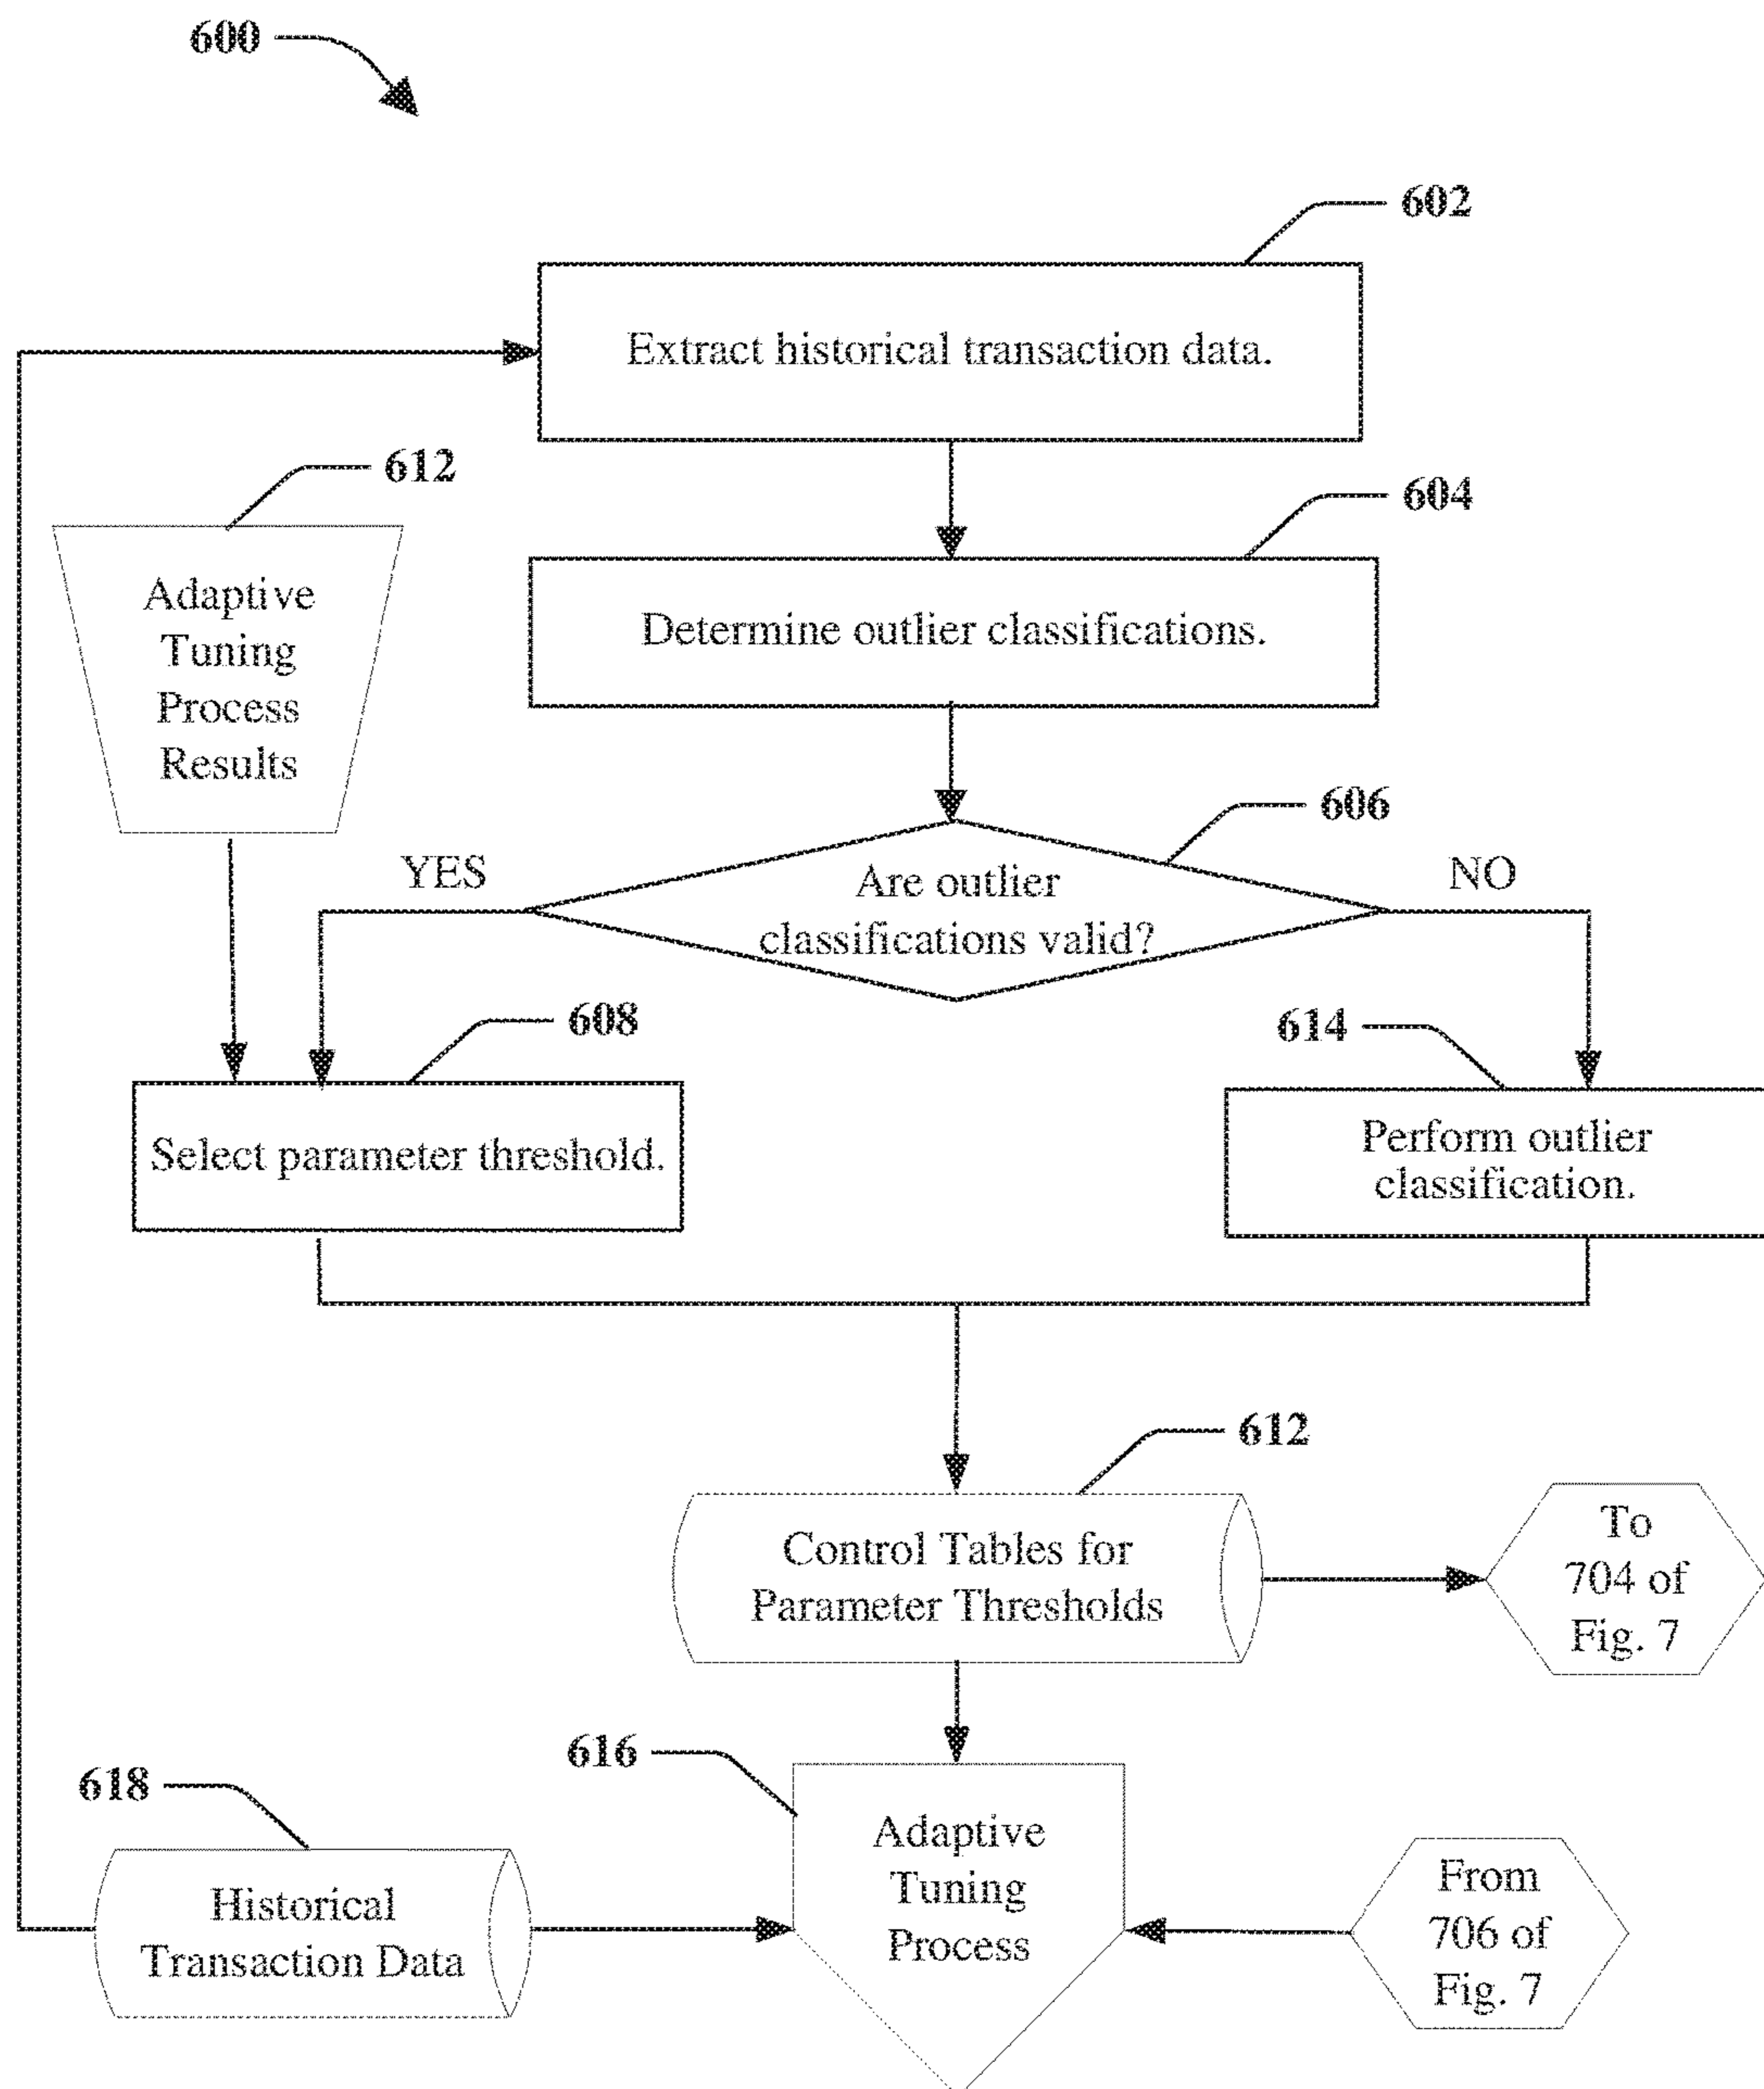 600
602
Extract historical transaction data.
612
604
Adaptive
Tuning
Process
Results
Determine outlier classifications.
606
YES
Are outlier
classifications valid?
NO
608
614
Select parameter threshold.
Perform outlier
classification.
612
Control Tables for
Parameter Thresholds
To
704 of
Fig. 7
616
618
Adaptive
Tuning
Process
Historical
Transaction Data
From
706 of
Fig. 7